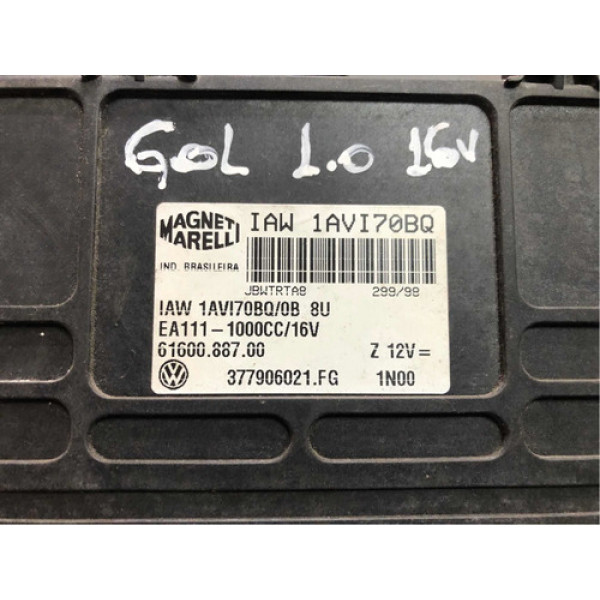 GOL 1.0 16V
MAGNETI MARELLI
IAW 1AVI70BQ
IND. BRASILEIRA
JBWTRTA8 299/98
IAW 1AVI70BQ/0B 8U
EA111-1000CC/16V
61600.887.00 Z 12V=
377906021.FG 1N00